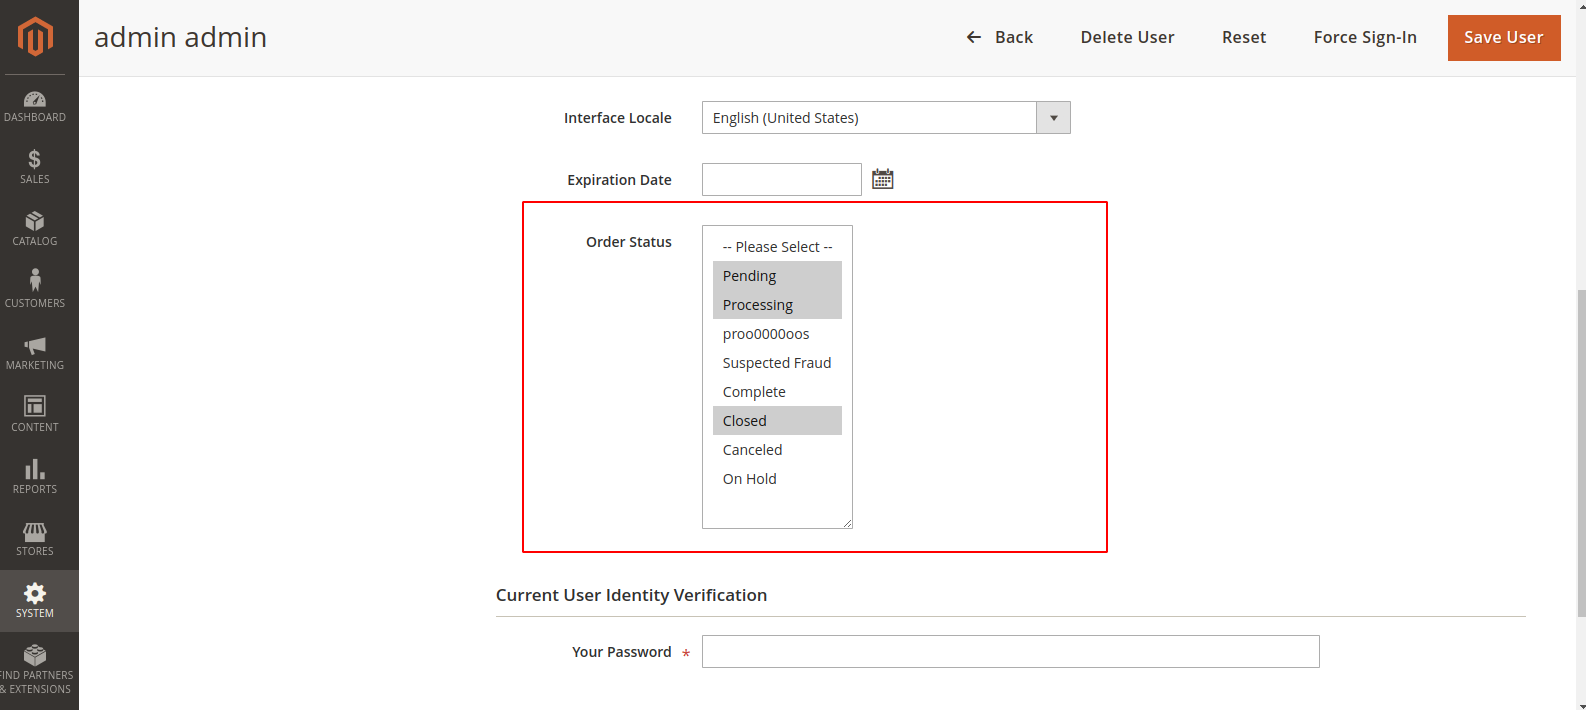 admin admin
Back
Delete User
Reset
Force Sign-In
Save User
DASHBOARD
SALES
CATALOG
CUSTOMERS
MARKETING
CONTENT
REPORTS
STORES
SYSTEM
FIND PARTNERS
& EXTENSIONS
Interface Locale
English (United States)
Expiration Date
Order Status
-- Please Select --
Pending
Processing
proo0000oos
Suspected Fraud
Complete
Closed
Canceled
On Hold
Current User Identity Verification
Your Password *